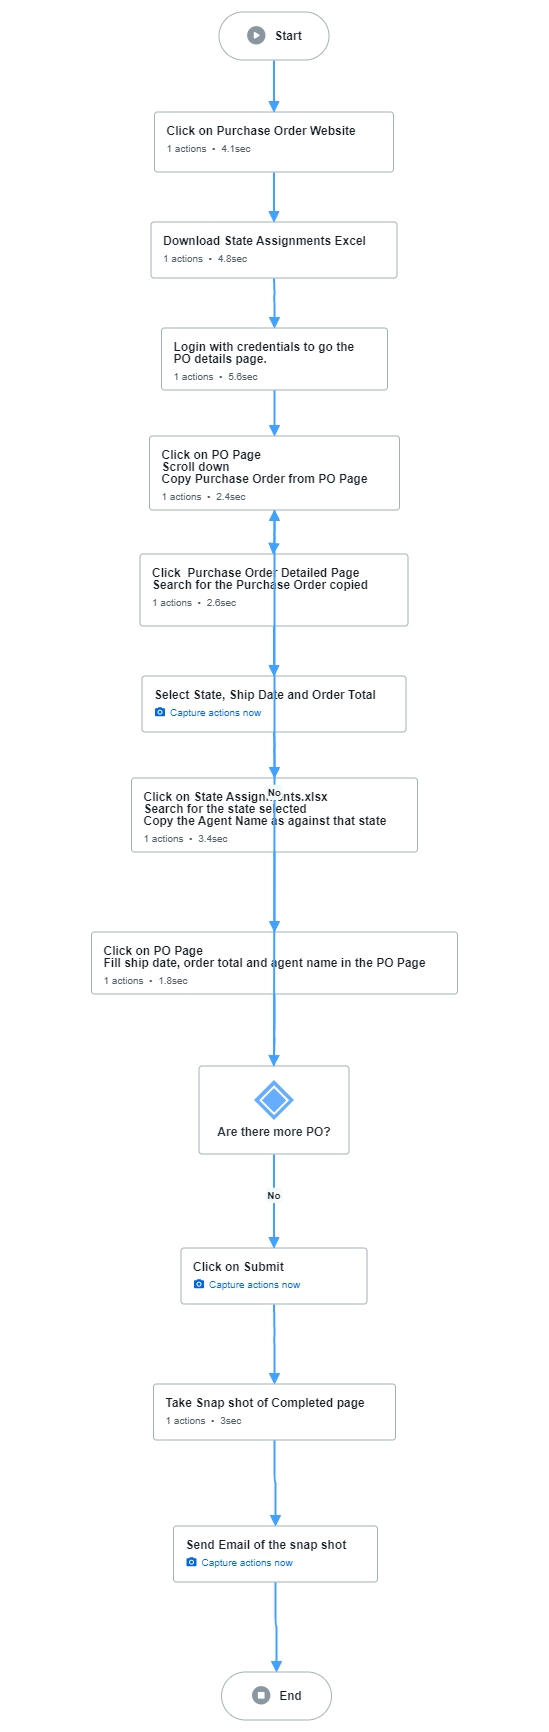 Start
Click on Purchase Order Website
1 actions • 4.1sec
Download State Assignments Excel
1 actions • 4.8sec
Login with credentials to go the
PO details page.
1 actions • 5.6sec
Click on PO Page
Scroll down
Copy Purchase Order from PO Page
1 actions • 2.4sec
Click  Purchase Order Detailed Page
Search for the Purchase Order copied
1 actions • 2.6sec
Select State, Ship Date and Order Total
Capture actions now
No
Click on State Assignments.xlsx
Search for the state selected
Copy the Agent Name as against that state
1 actions • 3.4sec
Click on PO Page
Fill ship date, order total and agent name in the PO Page
1 actions • 1.8sec
Are there more PO?
No
Click on Submit
Capture actions now
Take Snap shot of Completed page
1 actions • 3sec
Send Email of the snap shot
Capture actions now
End